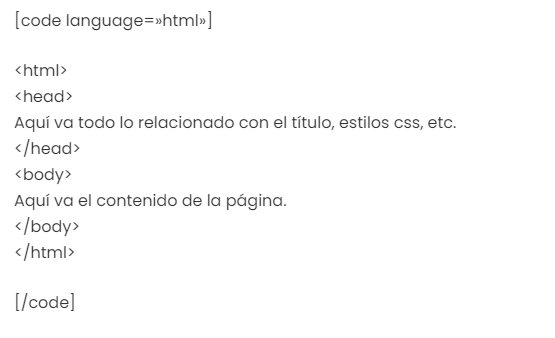 [code language=»html»]
<html>
<head>
Aquí va todo lo relacionado con el título, estilos css, etc.
</head>
<body>
Aquí va el contenido de la página.
</body>
</html>
[/code]